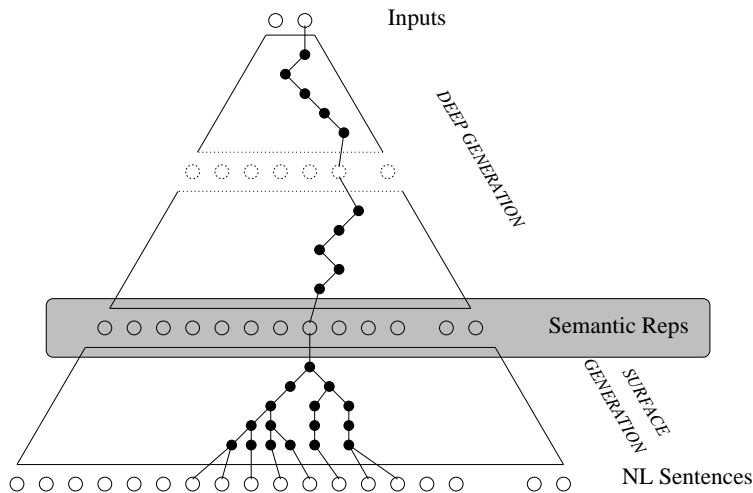 Inputs
DEEP GENERATION
Semantic Reps
SURFACE
GENERATION
NL Sentences